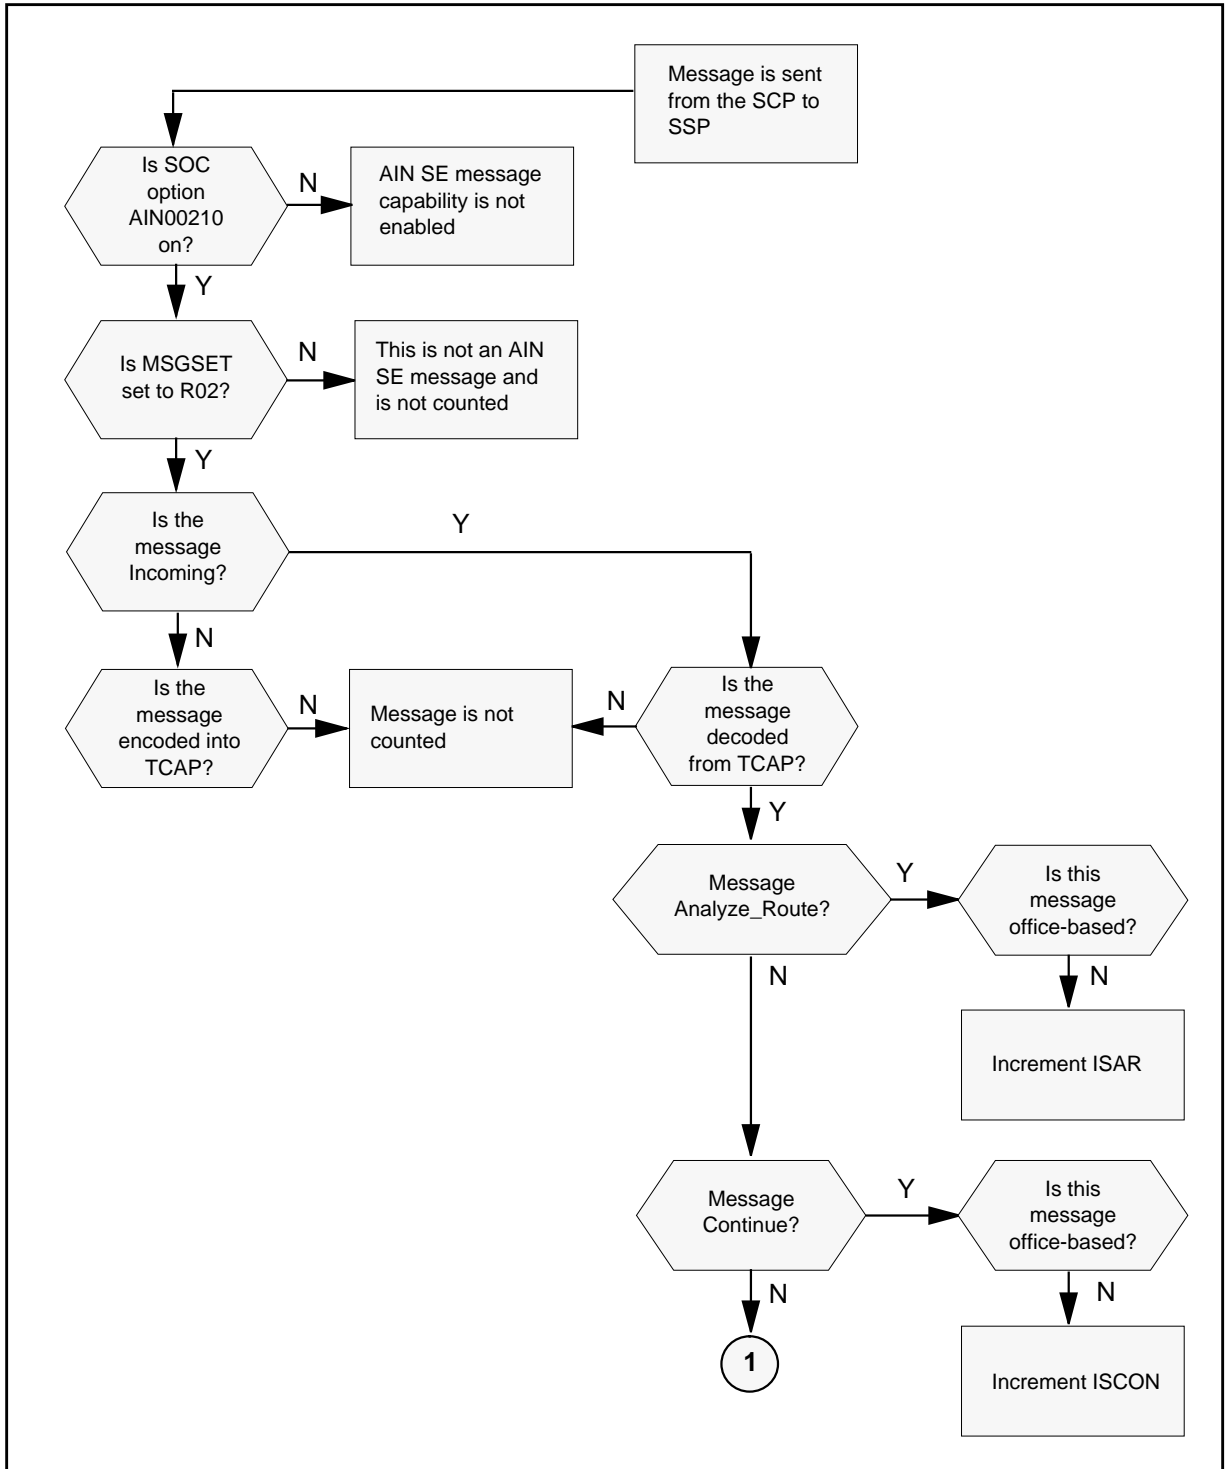 Message is sent
from the SCP to
SSP
Is SOC
option
AIN00210
on?
N
AIN SE message
capability is not
enabled
Y
Is MSGSET
set to R02?
N
This is not an AIN
SE message and
is not counted
Y
Is the
message
Incoming?
Y
N
Is the
message
encoded into
TCAP?
N
Message is not
counted
N
Is the
message
decoded
from TCAP?
Y
Message
Analyze_Route?
Y
Is this
message
office-based?
N
N
Increment ISAR
Message
Continue?
Y
Is this
message
office-based?
N
N
1
Increment ISCON